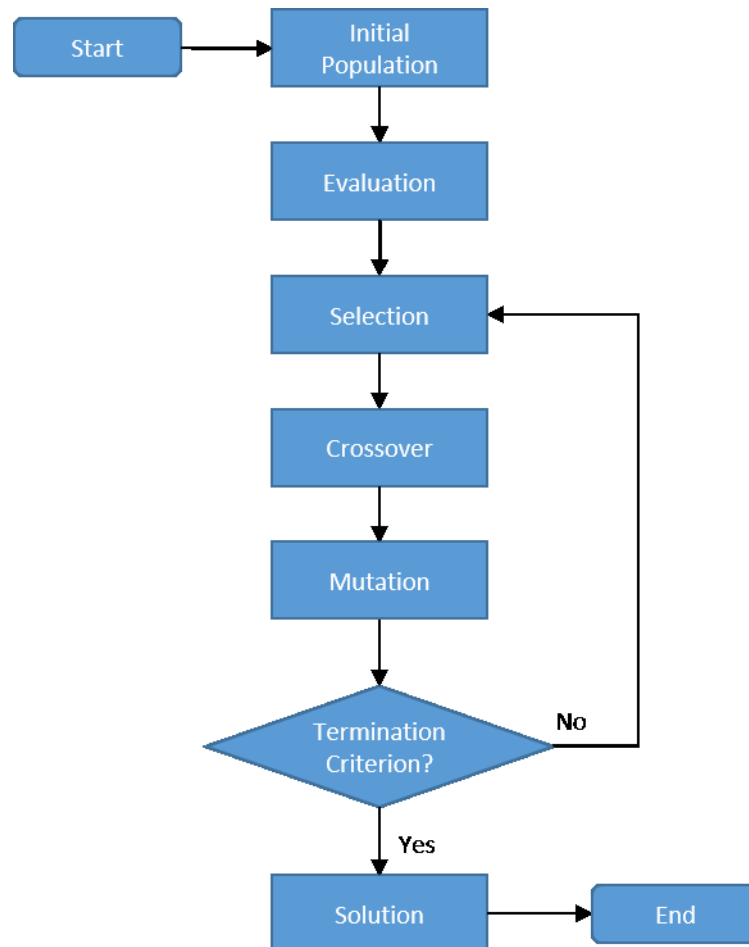 Start
Initial
Population
Evaluation
Selection
Crossover
Mutation
Termination
Criterion?
No
Yes
Solution
End